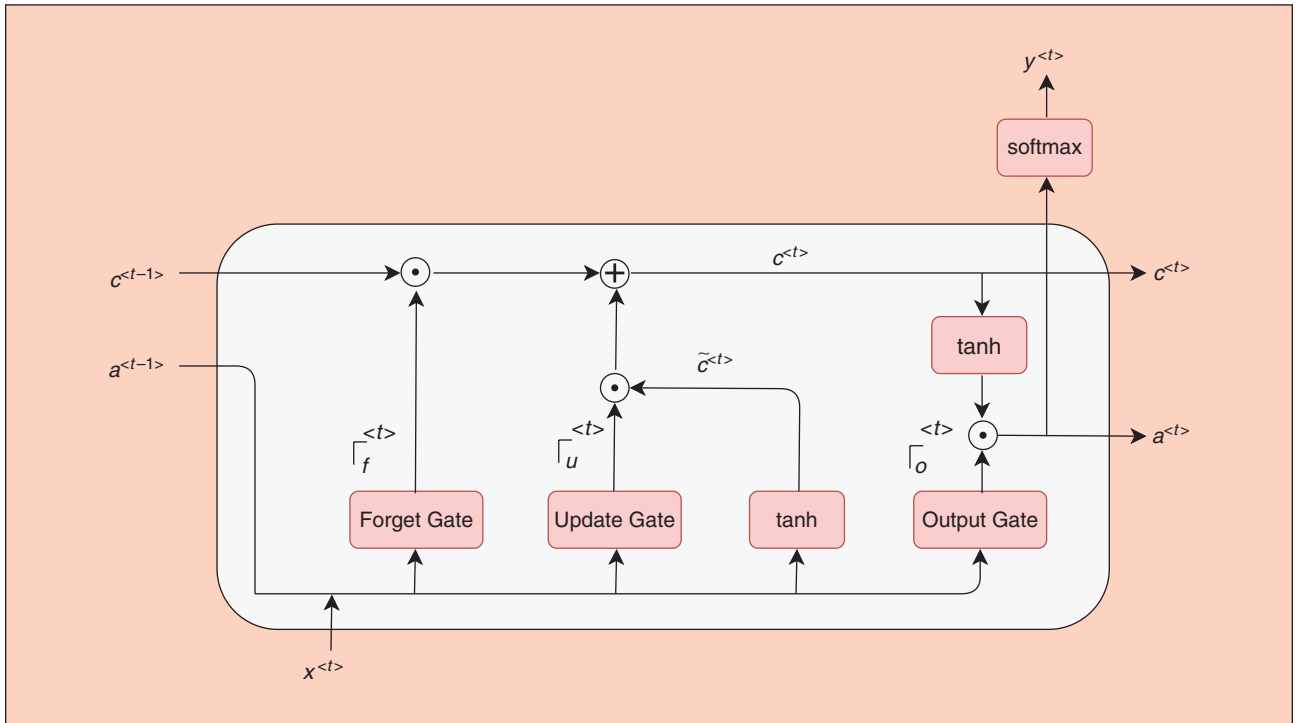 y<t>
softmax
c<t–1>
c<t>
c<t>
tanh
a<t–1>
c̃<t>
Γf<t>
Γu<t>
Γo<t>
a<t>
Forget Gate
Update Gate
tanh
Output Gate
x<t>